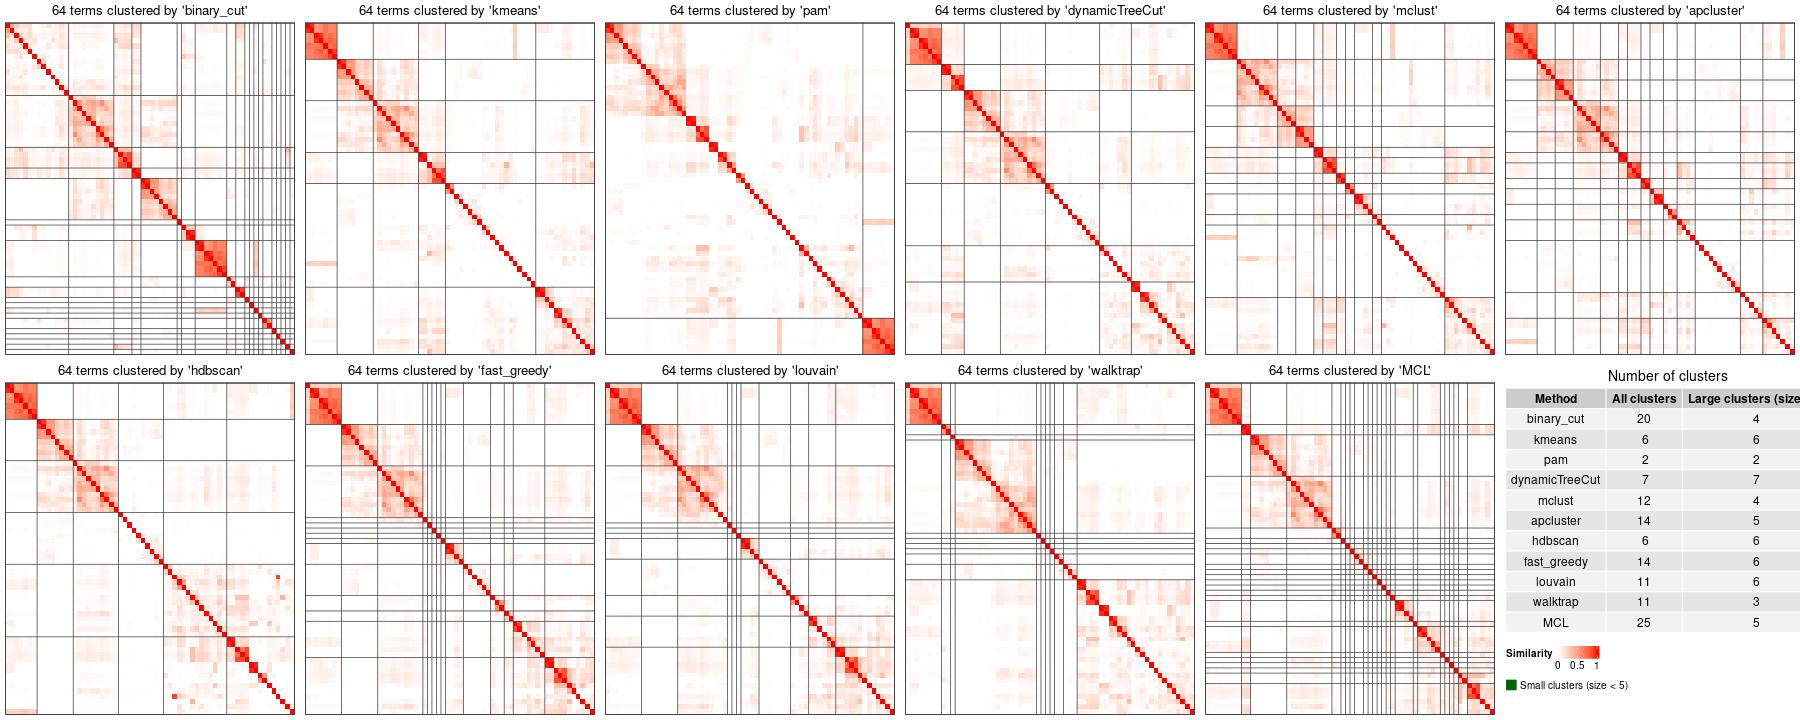 64 terms clustered by 'binary_cut'
64 terms clustered by 'kmeans'
64 terms clustered by 'pam'
64 terms clustered by 'dynamicTreeCut'
64 terms clustered by 'mclust'
64 terms clustered by 'apcluster'
64 terms clustered by 'hdbscan'
64 terms clustered by 'fast_greedy'
64 terms clustered by 'louvain'
64 terms clustered by 'walktrap'
64 terms clustered by 'MCL'
Number of clusters
Method All clusters Large clusters (size
binary_cut 20 4
kmeans 6 6
pam 2 2
dynamicTreeCut 7 7
mclust 12 4
apcluster 14 5
hdbscan 6 6
fast_greedy 14 6
louvain 11 6
walktrap 11 3
MCL 25 5
Similarity
0 0.5 1
Small clusters (size < 5)